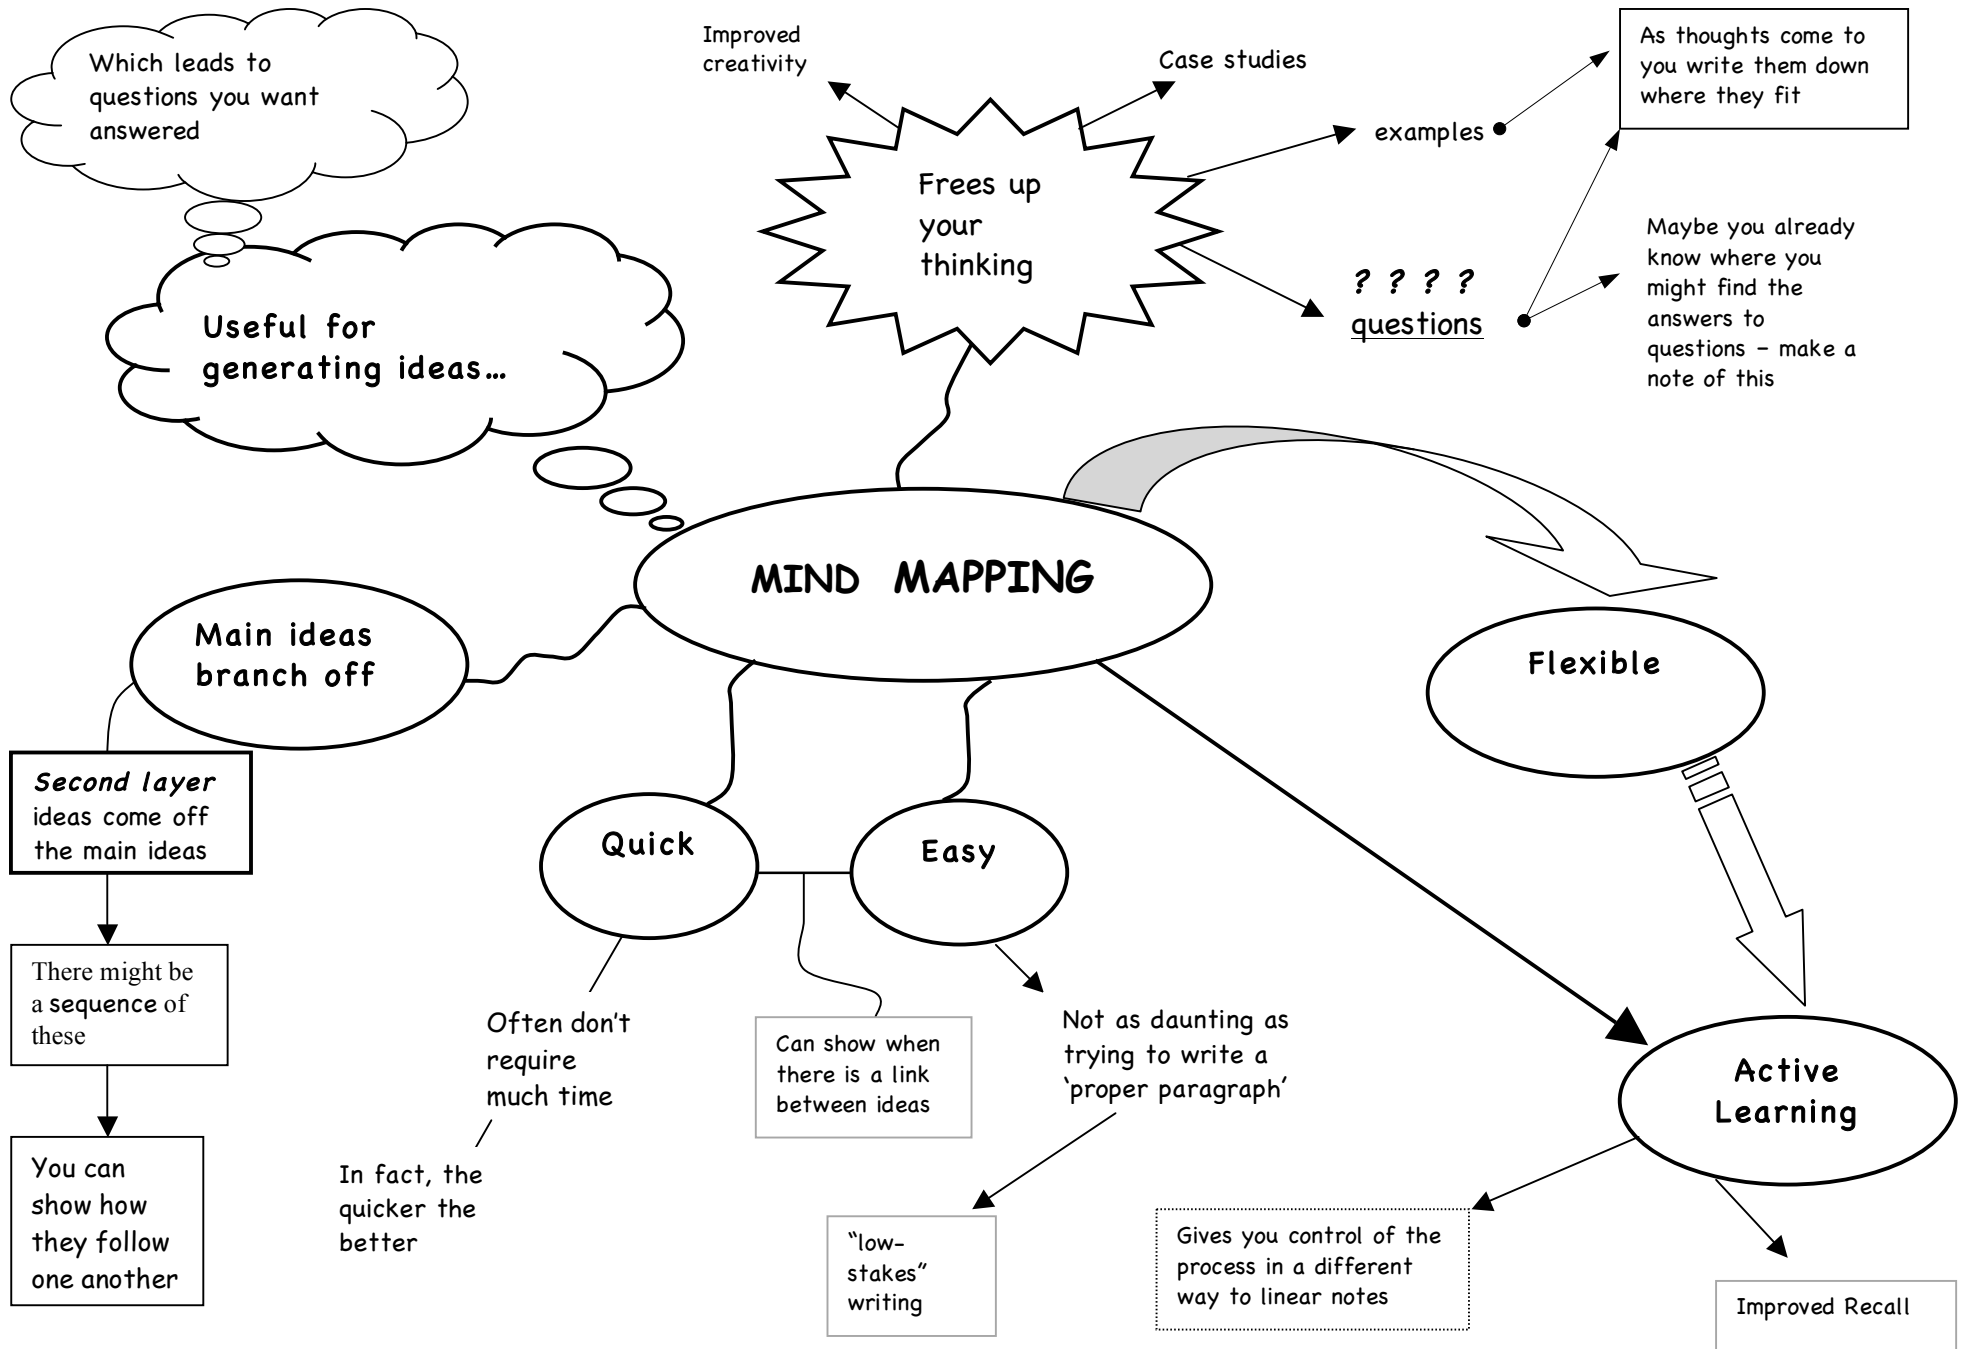 Which leads to
questions you want
answered
Improved
creativity
Case studies
examples
As thoughts come to
you write them down
where they fit
Frees up
your
thinking
? ? ? ?
questions
Maybe you already
know where you
might find the
answers to
questions – make a
note of this
Useful for
generating ideas…
MIND MAPPING
Main ideas
branch off
Flexible
Second layer
ideas come off
the main ideas
Quick
Easy
There might be
a sequence of
these
Often don't
require
much time
Can show when
there is a link
between ideas
Not as daunting as
trying to write a
‘proper paragraph’
Active
Learning
You can
show how
they follow
one another
In fact, the
quicker the
better
“low-
stakes”
writing
Gives you control of the
process in a different
way to linear notes
Improved Recall